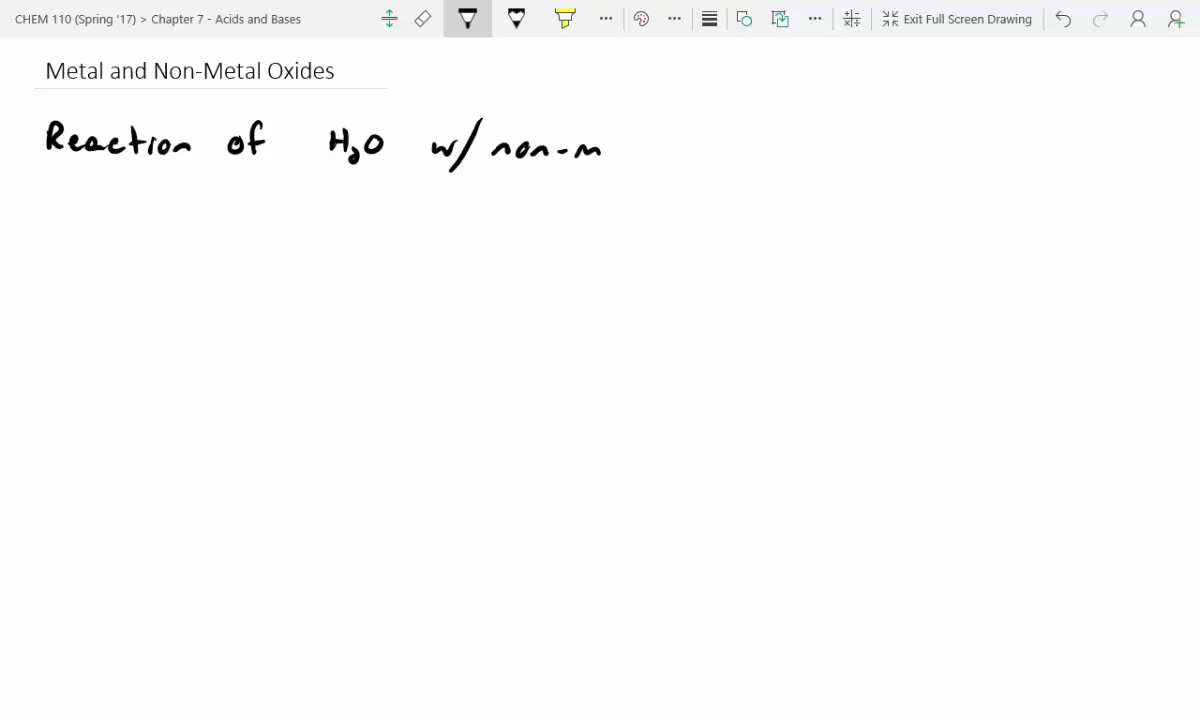 CHEM 110 (Spring '17) > Chapter 7 - Acids and Bases
Exit Full Screen Drawing
Metal and Non-Metal Oxides
Reaction of H₂O w/ non-m